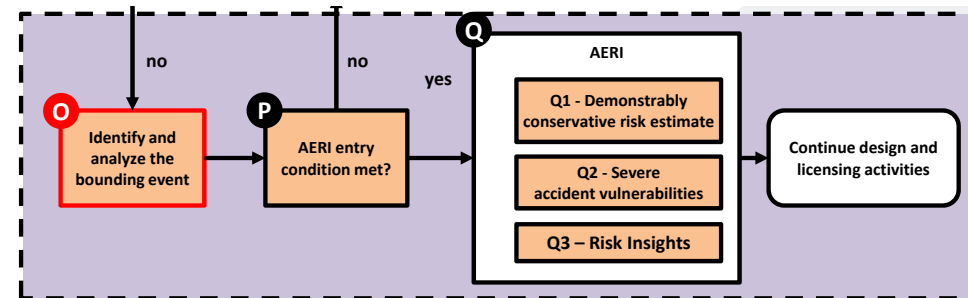 no
no
yes
O
Identify and
analyze the
bounding event
P
AERI entry
condition met?
Q
AERI
Q1 - Demonstrably
conservative risk estimate
Q2 - Severe
accident vulnerabilities
Q3 – Risk Insights
Continue design and
licensing activities